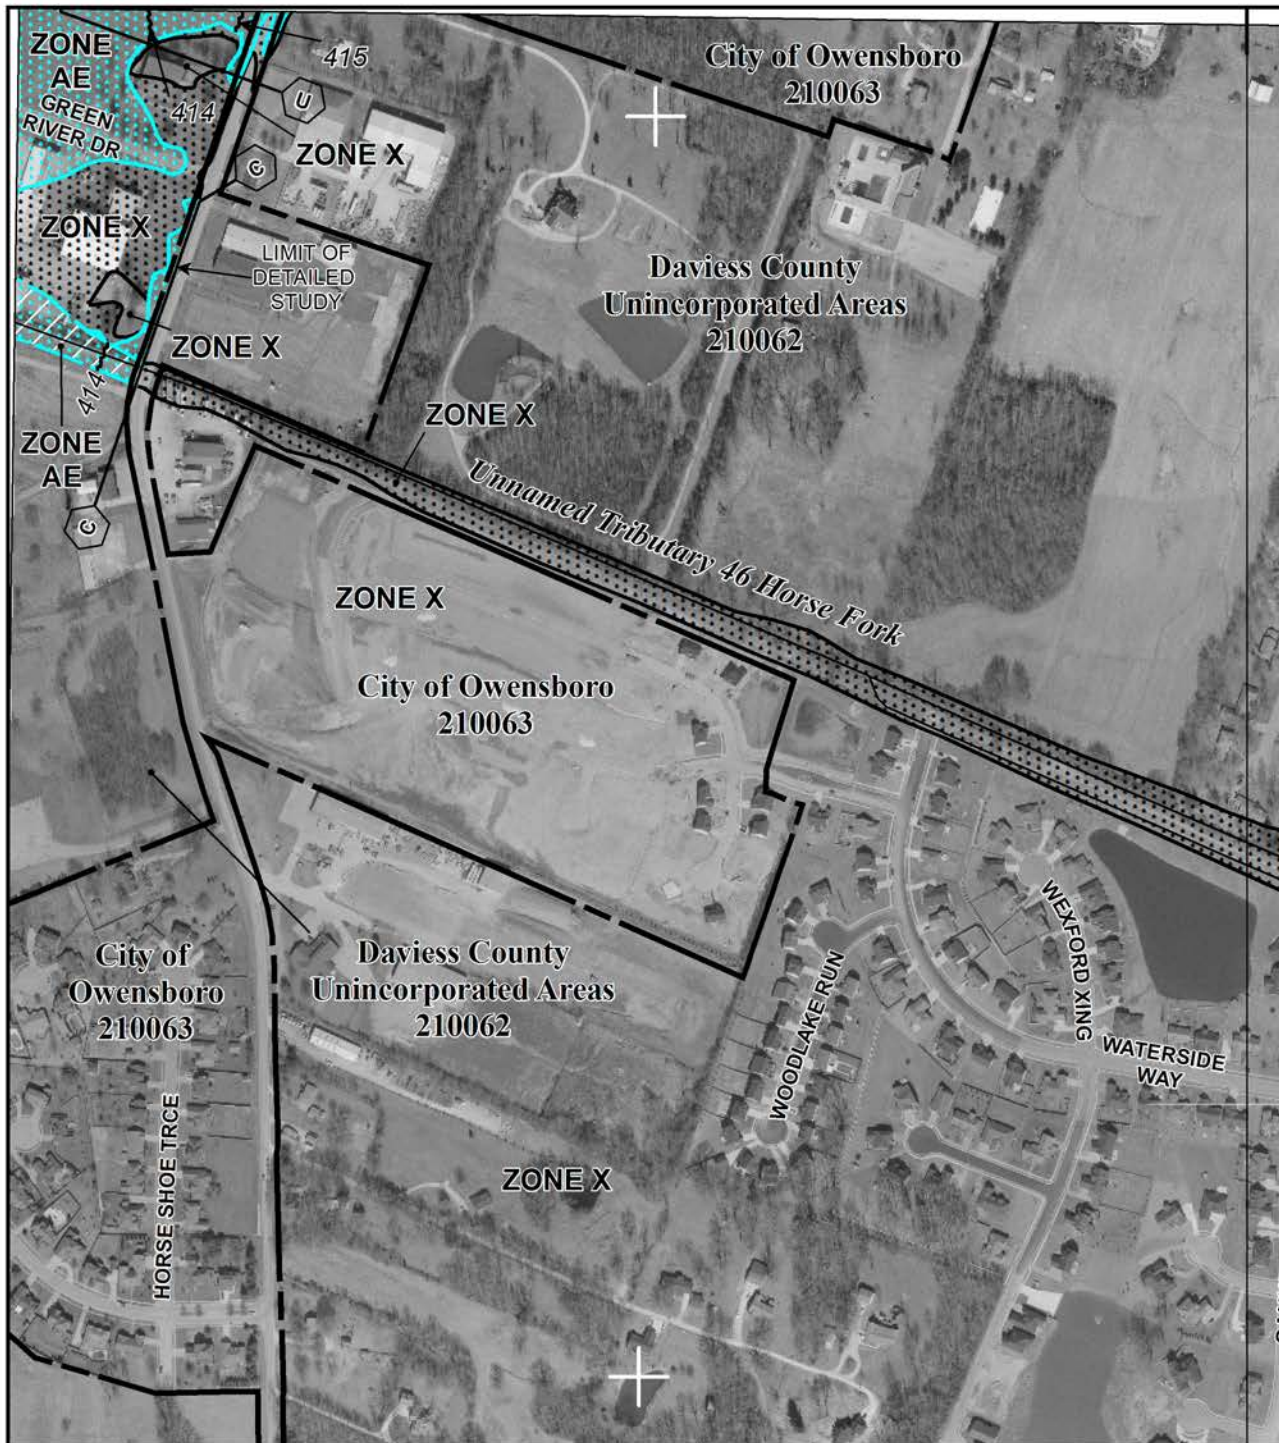 ZONE
AE
GREEN
RIVER DR
414
415
C
C
ZONE X
City of Owensboro
210063
ZONE X
LIMIT OF
DETAILED
STUDY
Daviess County
Unincorporated Areas
210062
ZONE X
414
ZONE X
ZONE
AE
C
Unnamed Tributary 46 Horse Fork
ZONE X
City of Owensboro
210063
City of
Owensboro
210063
Daviess County
Unincorporated Areas
210062
WOODLAKE RUN
WEXFORD XING
WATERSIDE
WAY
HORSE SHOE TRCE
ZONE X